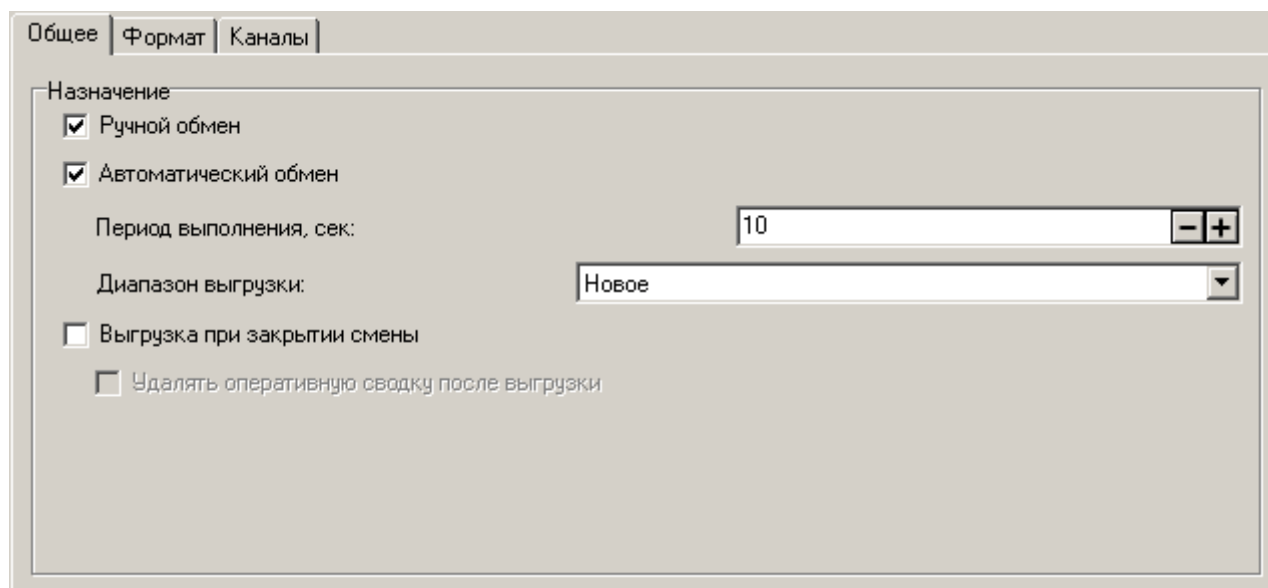 Общее Формат Каналы
Назначение
Ручной обмен
Автоматический обмен
Период выполнения, сек: 10
Диапазон выгрузки: Новое
Выгрузка при закрытии смены
Удалять оперативную сводку после выгрузки